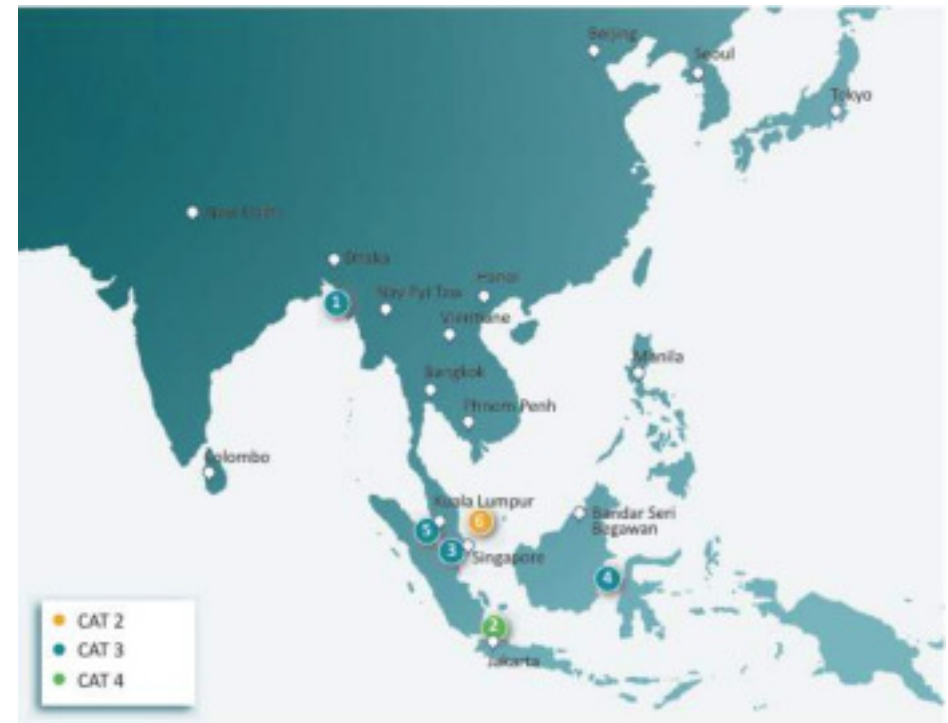 Beijing
Seoul
Tokyo
New Delhi
Dhaka
1
Nay Pyi Taw
Hanoi
Vientiane
Manila
Bangkok
Phnom Penh
Colombo
Kuala Lumpur
6
Bandar Seri
Begawan
5
3
Singapore
4
2
Jakarta
CAT 2
CAT 3
CAT 4